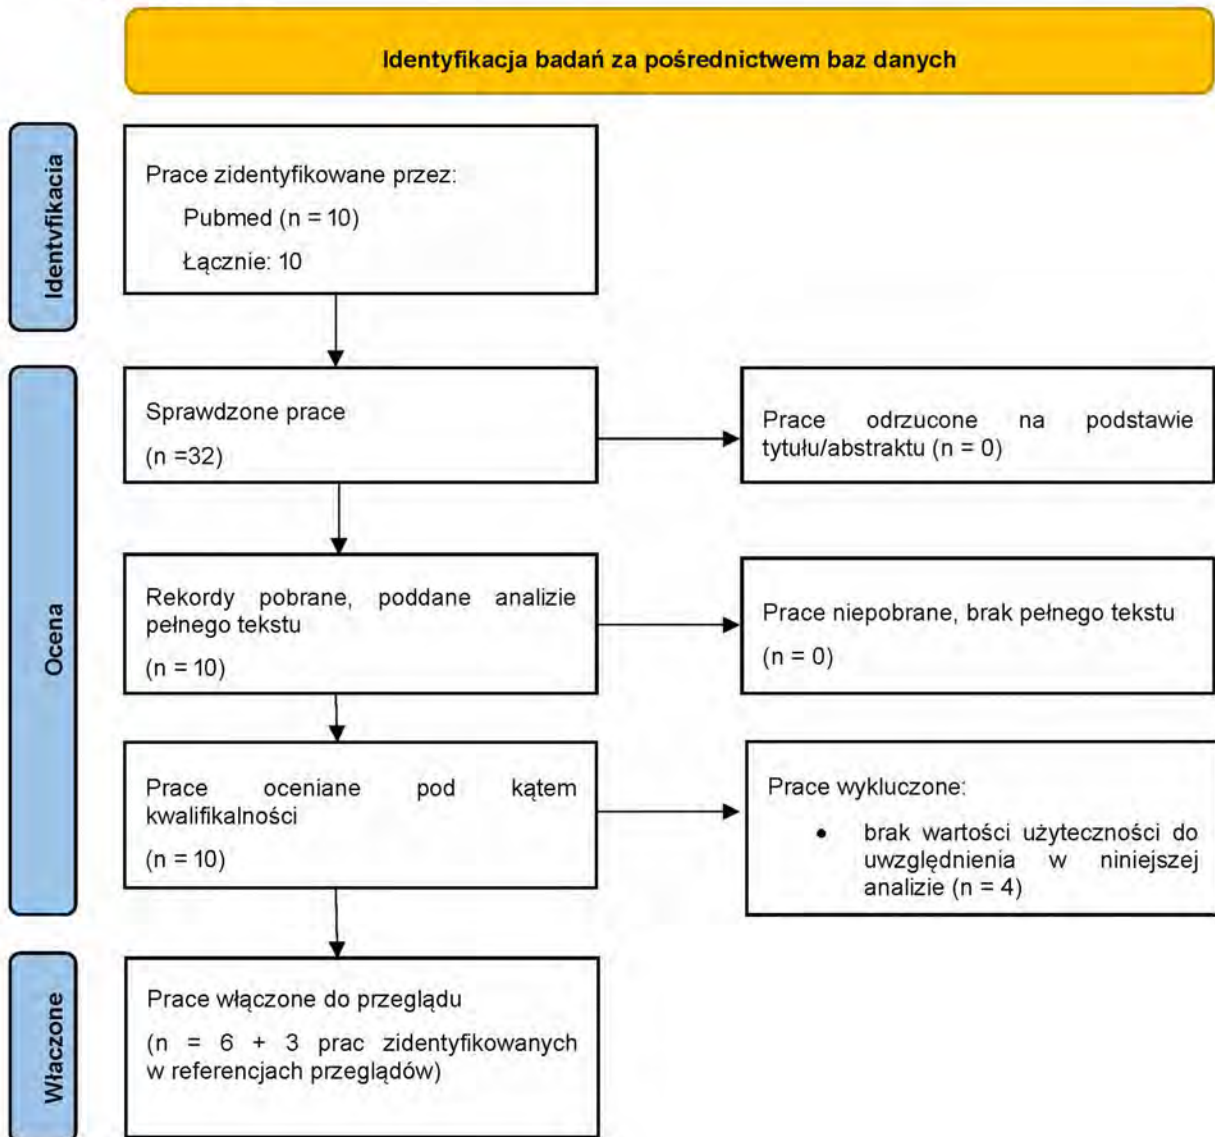 Identyfikacja badań za pośrednictwem baz danych
Identyfikacja
Prace zidentyfikowane przez:
Pubmed (n = 10)
Łącznie: 10
Ocena
Sprawdzone prace
(n =32)
Prace odrzucone na podstawie
tytułu/abstraktu (n = 0)
Rekordy pobrane, poddane analizie
pełnego tekstu
(n = 10)
Prace niepobrane, brak pełnego tekstu
(n = 0)
Prace oceniane pod kątem
kwalifikalności
(n = 10)
Prace wykluczone:
• brak wartości użyteczności do
uwzględnienia w niniejszej
analizie (n = 4)
Włączone
Prace włączone do przeglądu
(n = 6 + 3 prac zidentyfikowanych
w referencjach przeglądów)